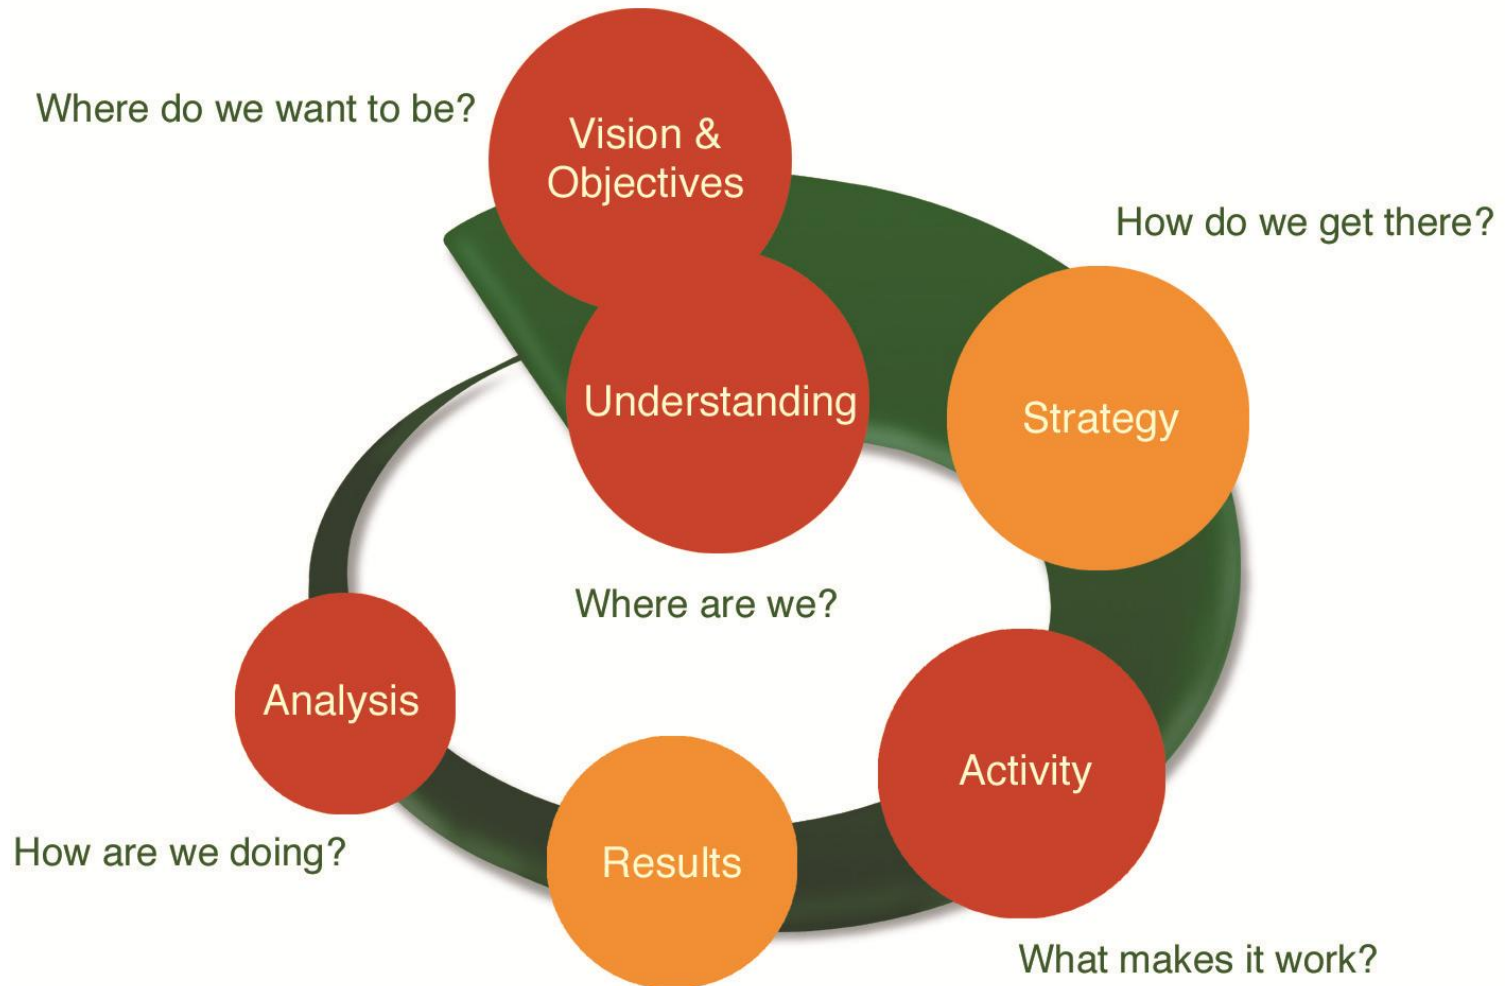 Where do we want to be?
Vision &
Objectives
How do we get there?
Understanding
Strategy
Where are we?
Analysis
Activity
How are we doing?
Results
What makes it work?